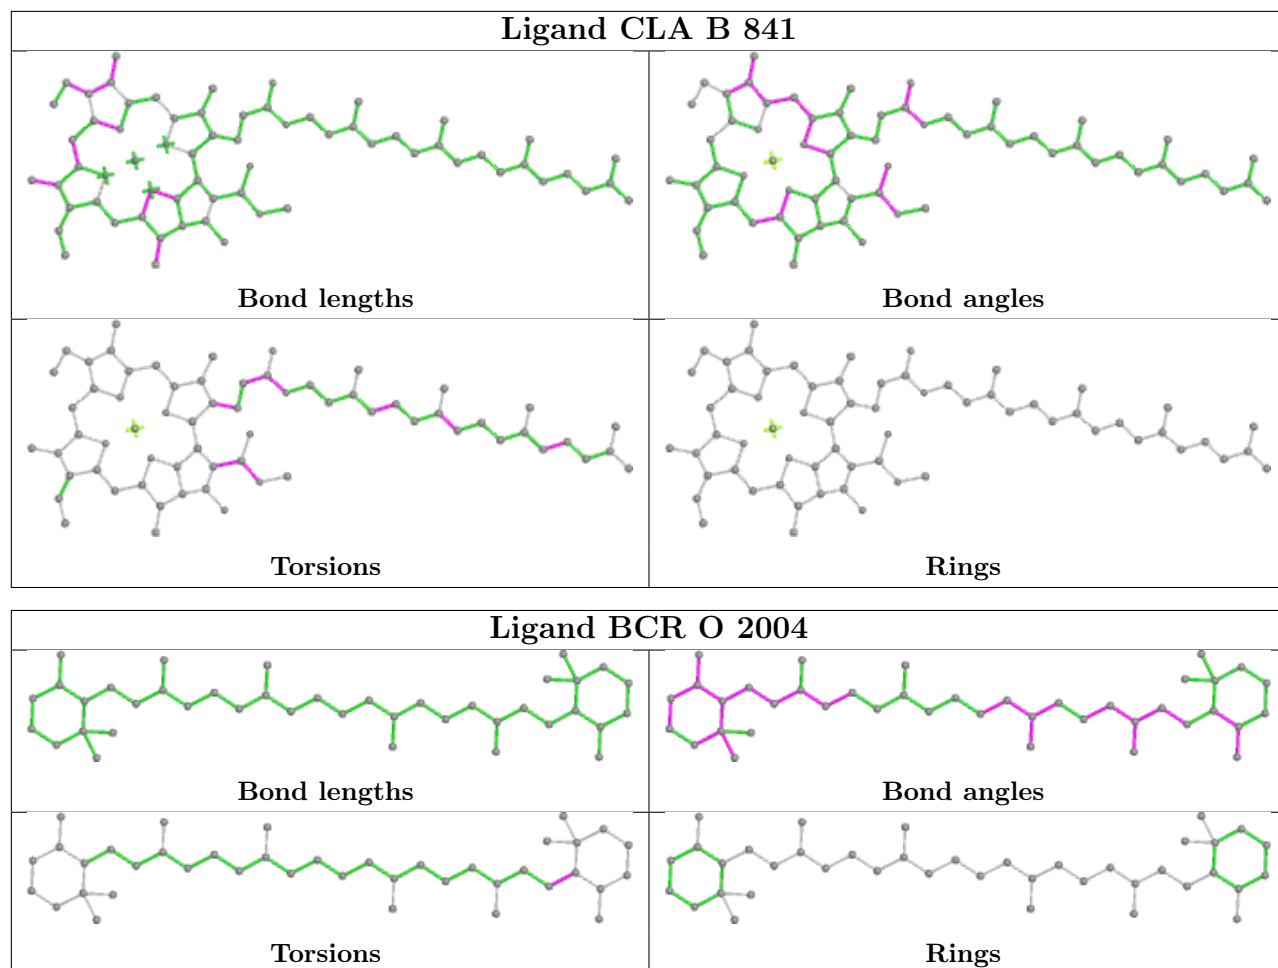 Ligand CLA B 841
Bond lengths
Bond angles
Torsions
Rings
Ligand BCR O 2004
Bond lengths
Bond angles
Torsions
Rings